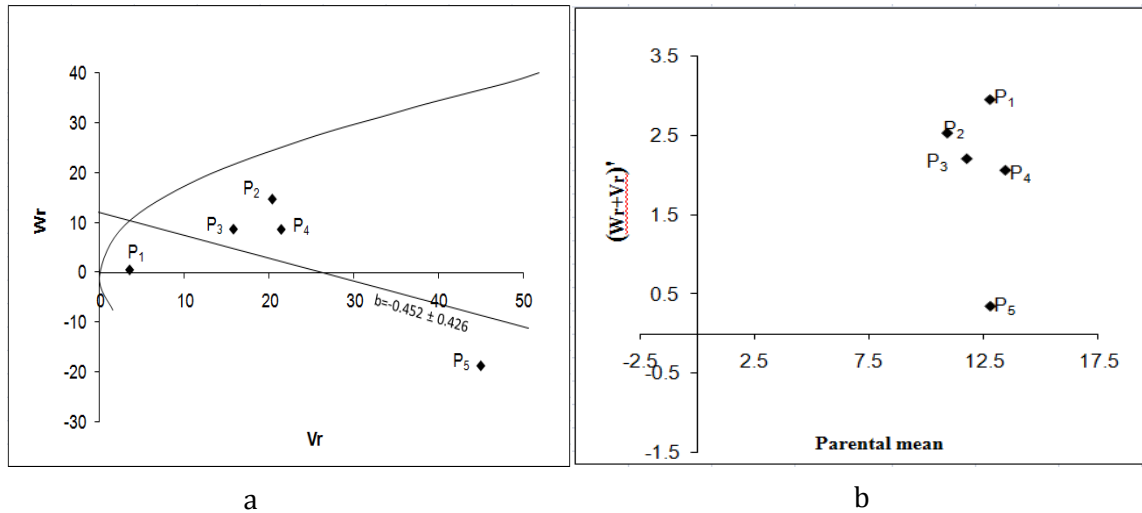 40
30
20
10
0
-10
-20
-30
Wr
0 10 20 30 40 50
Vr
P1
P2
P3
P4
P5
b=-0.452 ± 0.426
a
3.5
2.5
1.5
0.5
-0.5
-1.5
(Wr+Vr)'
-2.5 2.5 7.5 12.5 17.5
Parental mean
P1
P2
P3
P4
P5
b